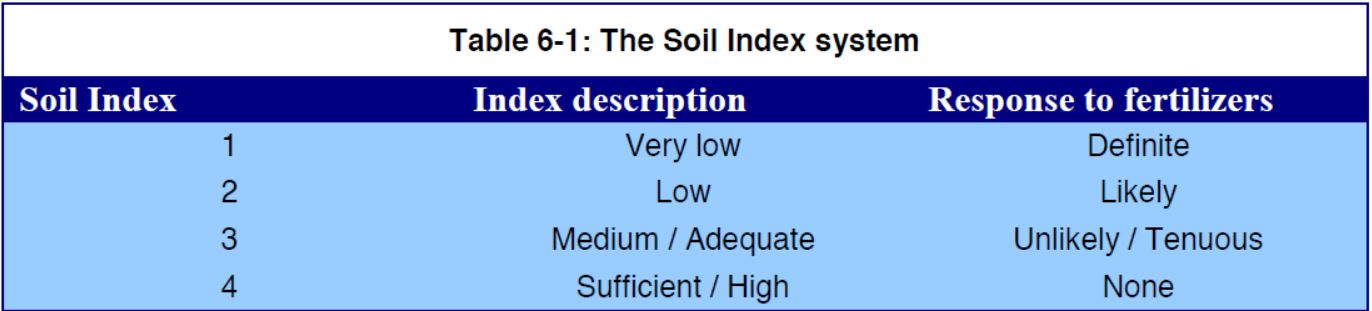 Table 6-1: The Soil Index system
Soil Index Index description Response to fertilizers
1 Very low Definite
2 Low Likely
3 Medium / Adequate Unlikely / Tenuous
4 Sufficient / High None